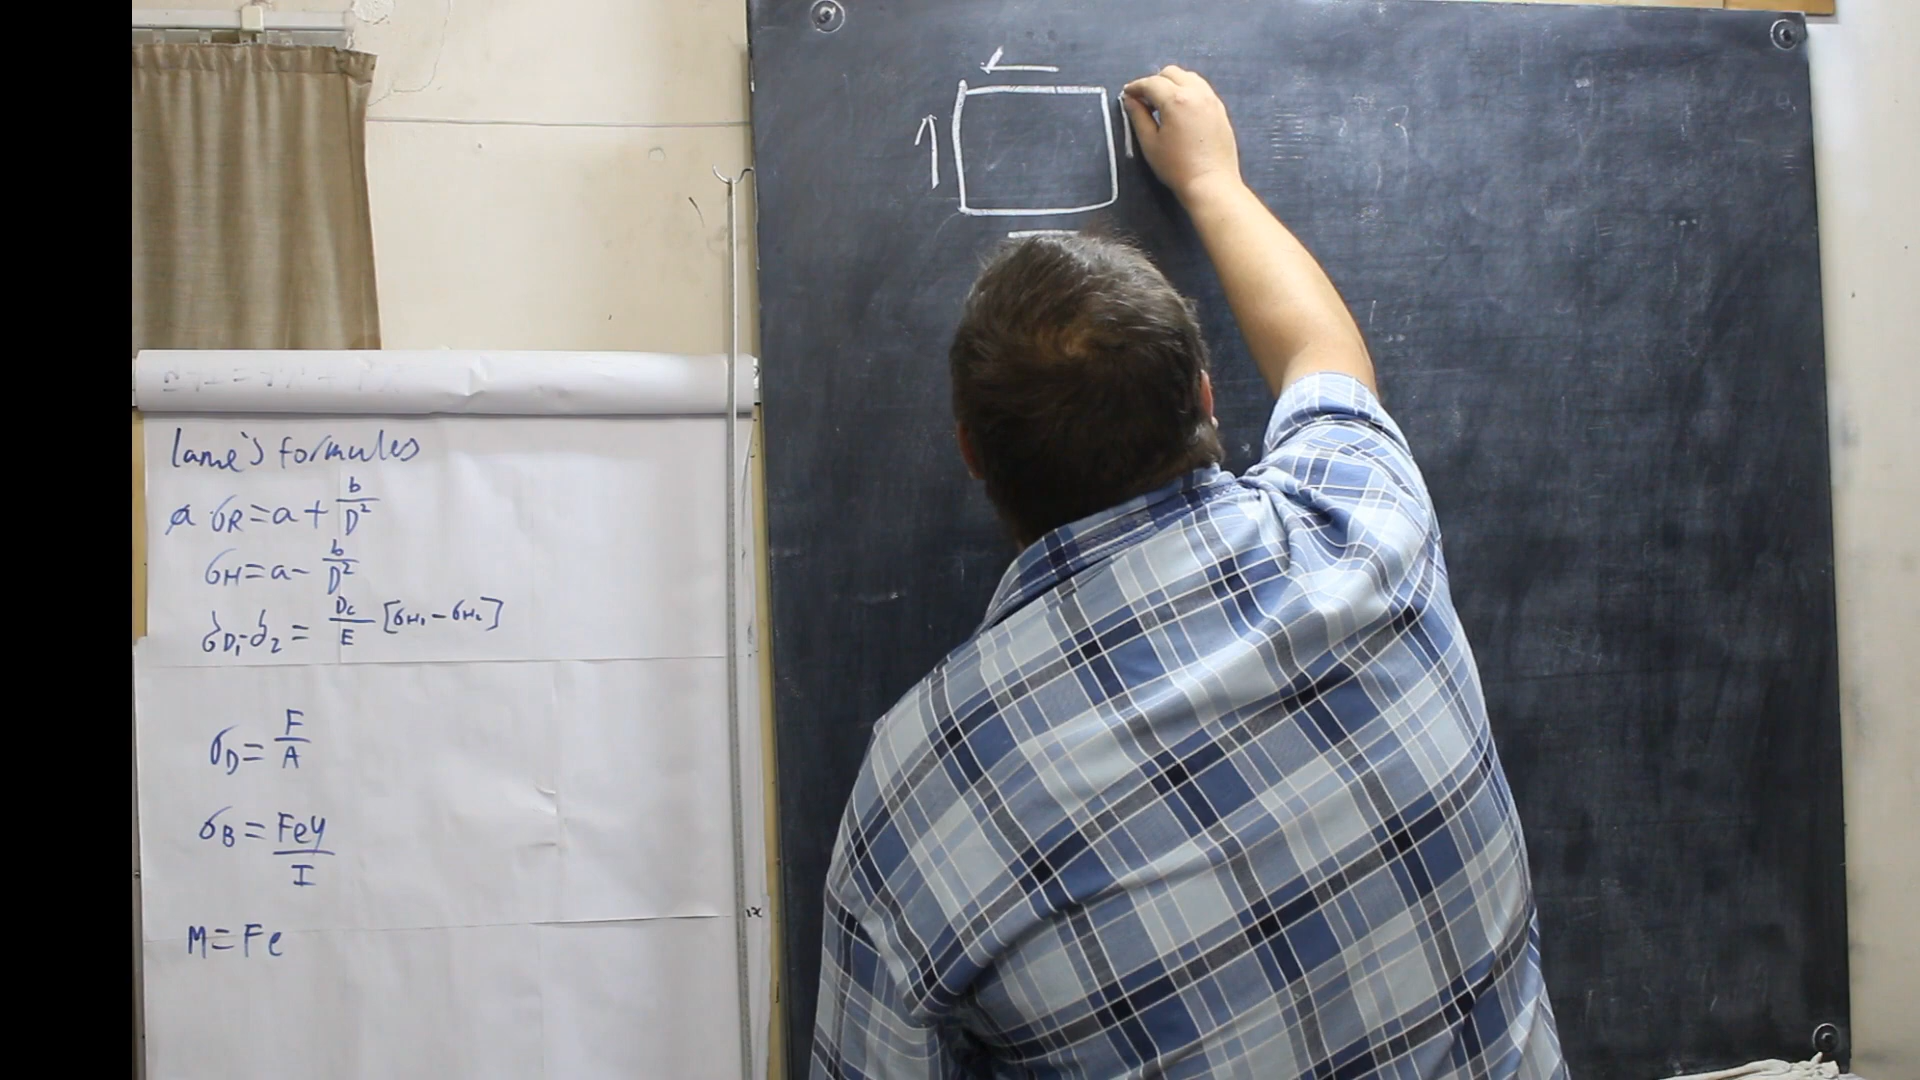 lame's formules
σR = a + b/D²
σH = a - b/D²
δD₁-δ₂ = Dc/E [σH₁ - σH₂]
σD = F/A
σB = Fey/I
M = Fe